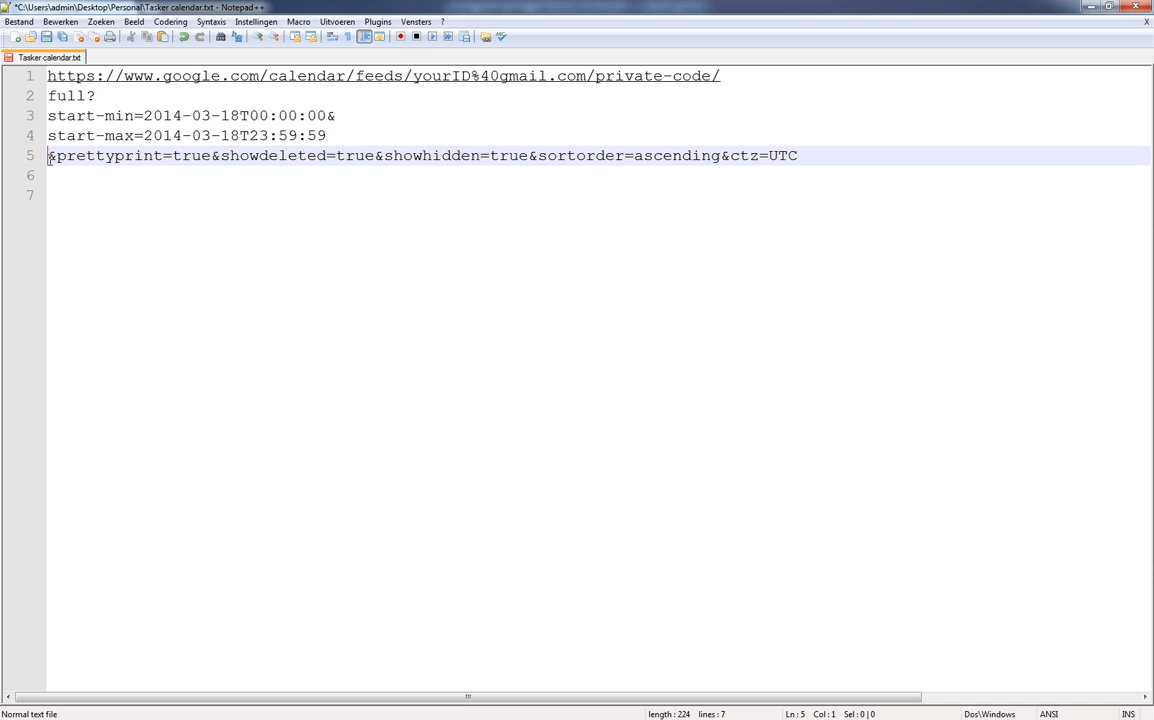 *C:\Users\admin\Desktop\Personal\Tasker calendar.txt - Notepad++
Bestand Bewerken Zoeken Beeld Codering Syntaxis Instellingen Macro Uitvoeren Plugins Vensters ? X
Tasker calendar.txt
1 https://www.google.com/calendar/feeds/yourID%40gmail.com/private-code/
2 full?
3 start-min=2014-03-18T00:00:00&
4 start-max=2014-03-18T23:59:59
5 &prettyprint=true&showdeleted=true&showhidden=true&sortorder=ascending&ctz=UTC
6
7
Normal text file length : 224 lines : 7 Ln : 5 Col : 1 Sel : 0 | 0 Dos\Windows ANSI INS